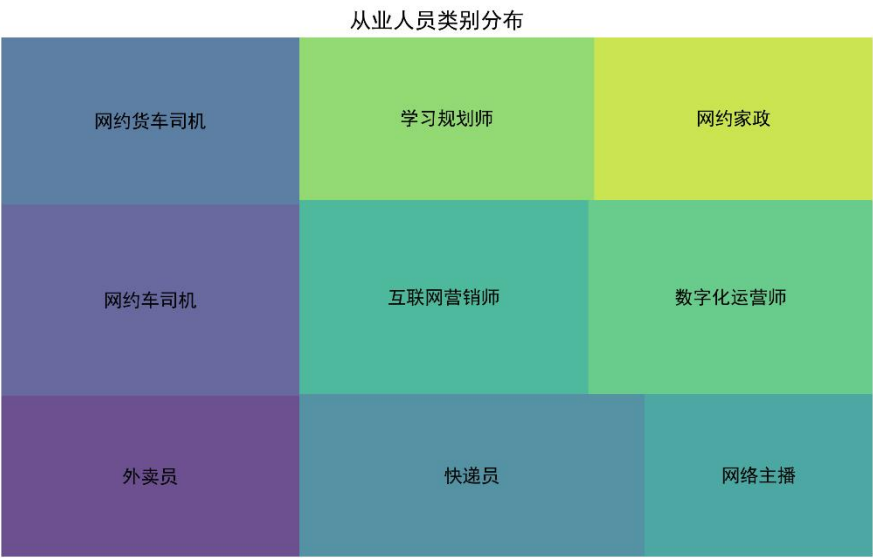 从业人员类别分布
网约货车司机
学习规划师
网约家政
网约车司机
互联网营销师
数字化运营师
外卖员
快递员
网络主播